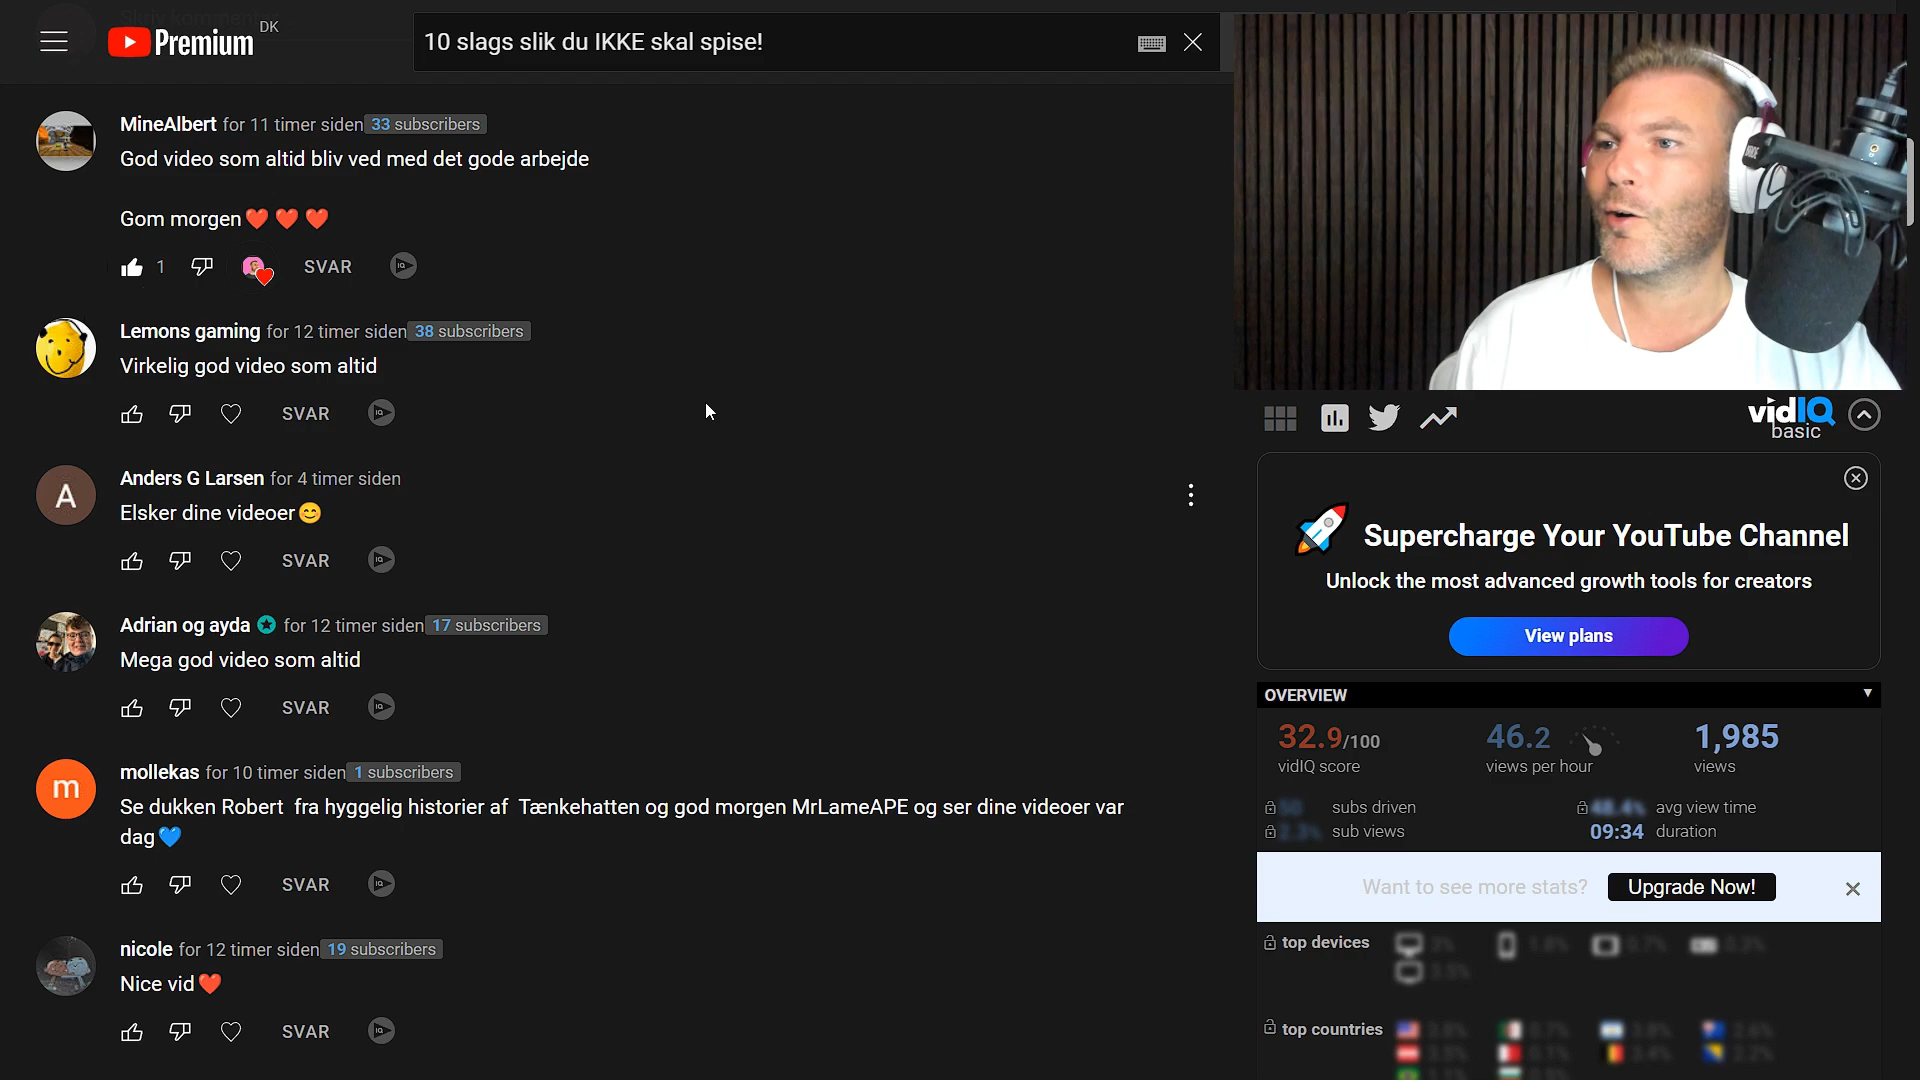 DK
Premium
10 slags slik du IKKE skal spise!
MineAlbert for 11 timer siden 33 subscribers
God video som altid bliv ved med det gode arbejde
Gom morgen❤️❤️❤️
1 SVAR
Lemons gaming for 12 timer siden 38 subscribers
Virkelig god video som altid
SVAR
Anders G Larsen for 4 timer siden
A
Elsker dine videoer😊
SVAR
Adrian og ayda for 12 timer siden 17 subscribers
Mega god video som altid
SVAR
mollekas for 10 timer siden 1 subscribers
m
Se dukken Robert fra hyggelig historier af Tænkehatten og god morgen MrLameAPE og ser dine videoer var
dag💙
SVAR
nicole for 12 timer siden 19 subscribers
Nice vid❤️
SVAR
vidIQ
basic
Supercharge Your YouTube Channel
Unlock the most advanced growth tools for creators
View plans
OVERVIEW
32.9/100 46.2 1,985
vidIQ score views per hour views
subs driven avg view time
sub views 09:34 duration
Want to see more stats? Upgrade Now!
top devices
top countries